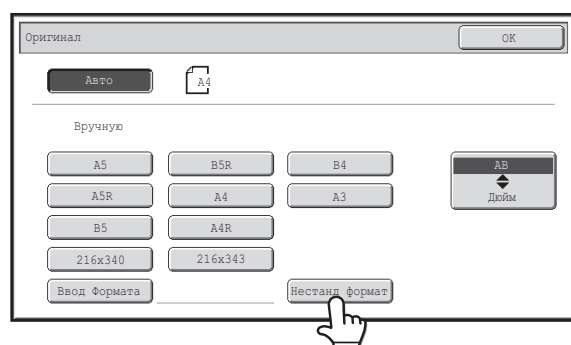 Оригинал OK
Авто A4
Вручную
A5 B5R B4 AB
A5R A4 A3 Дюйм
B5 A4R
216x340 216x343
Ввод Формата Нестанд формат